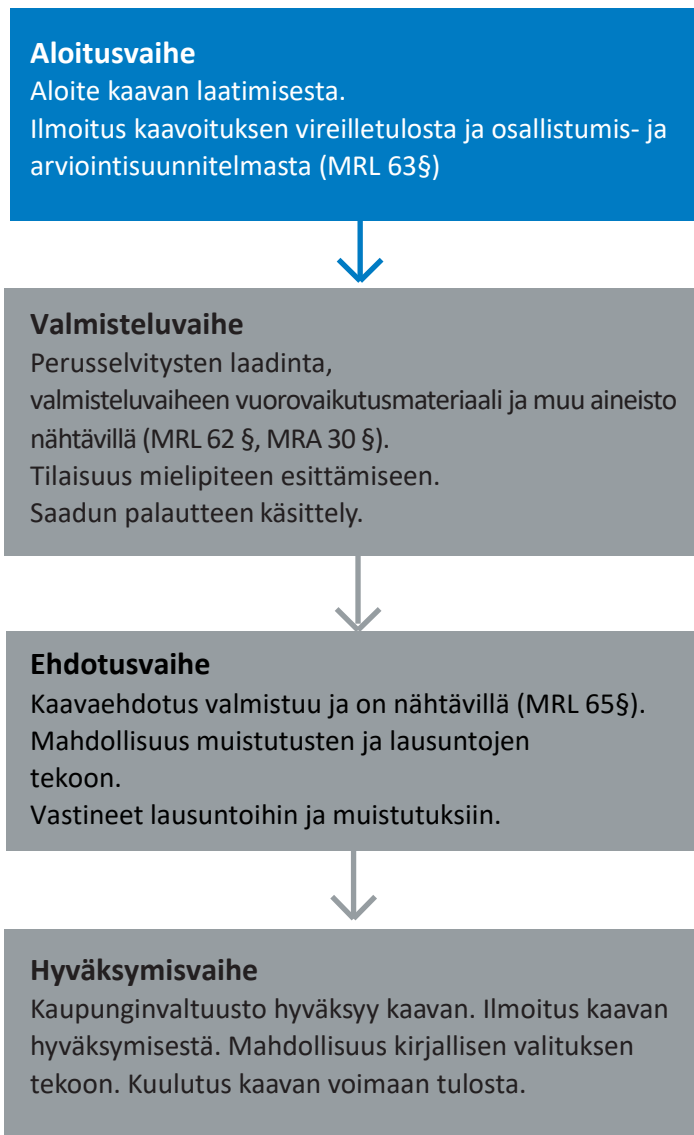 Aloitusvaihe
Aloite kaavan laatimisesta.
Ilmoitus kaavoituksen vireilletulosta ja osallistumis- ja
arviointisuunnitelmasta (MRL 63§)
Valmisteluvaihe
Perusselvitysten laadinta,
valmisteluvaiheen vuorovaikutusmateriaali ja muu aineisto
nähtävillä (MRL 62 §, MRA 30 §).
Tilaisuus mielipiteen esittämiseen.
Saadun palautteen käsittely.
Ehdotusvaihe
Kaavaehdotus valmistuu ja on nähtävillä (MRL 65§).
Mahdollisuus muistutusten ja lausuntojen
tekoon.
Vastineet lausuntoihin ja muistutuksiin.
Hyväksymisvaihe
Kaupunginvaltuusto hyväksyy kaavan. Ilmoitus kaavan
hyväksymisestä. Mahdollisuus kirjallisen valituksen
tekoon. Kuulutus kaavan voimaan tulosta.